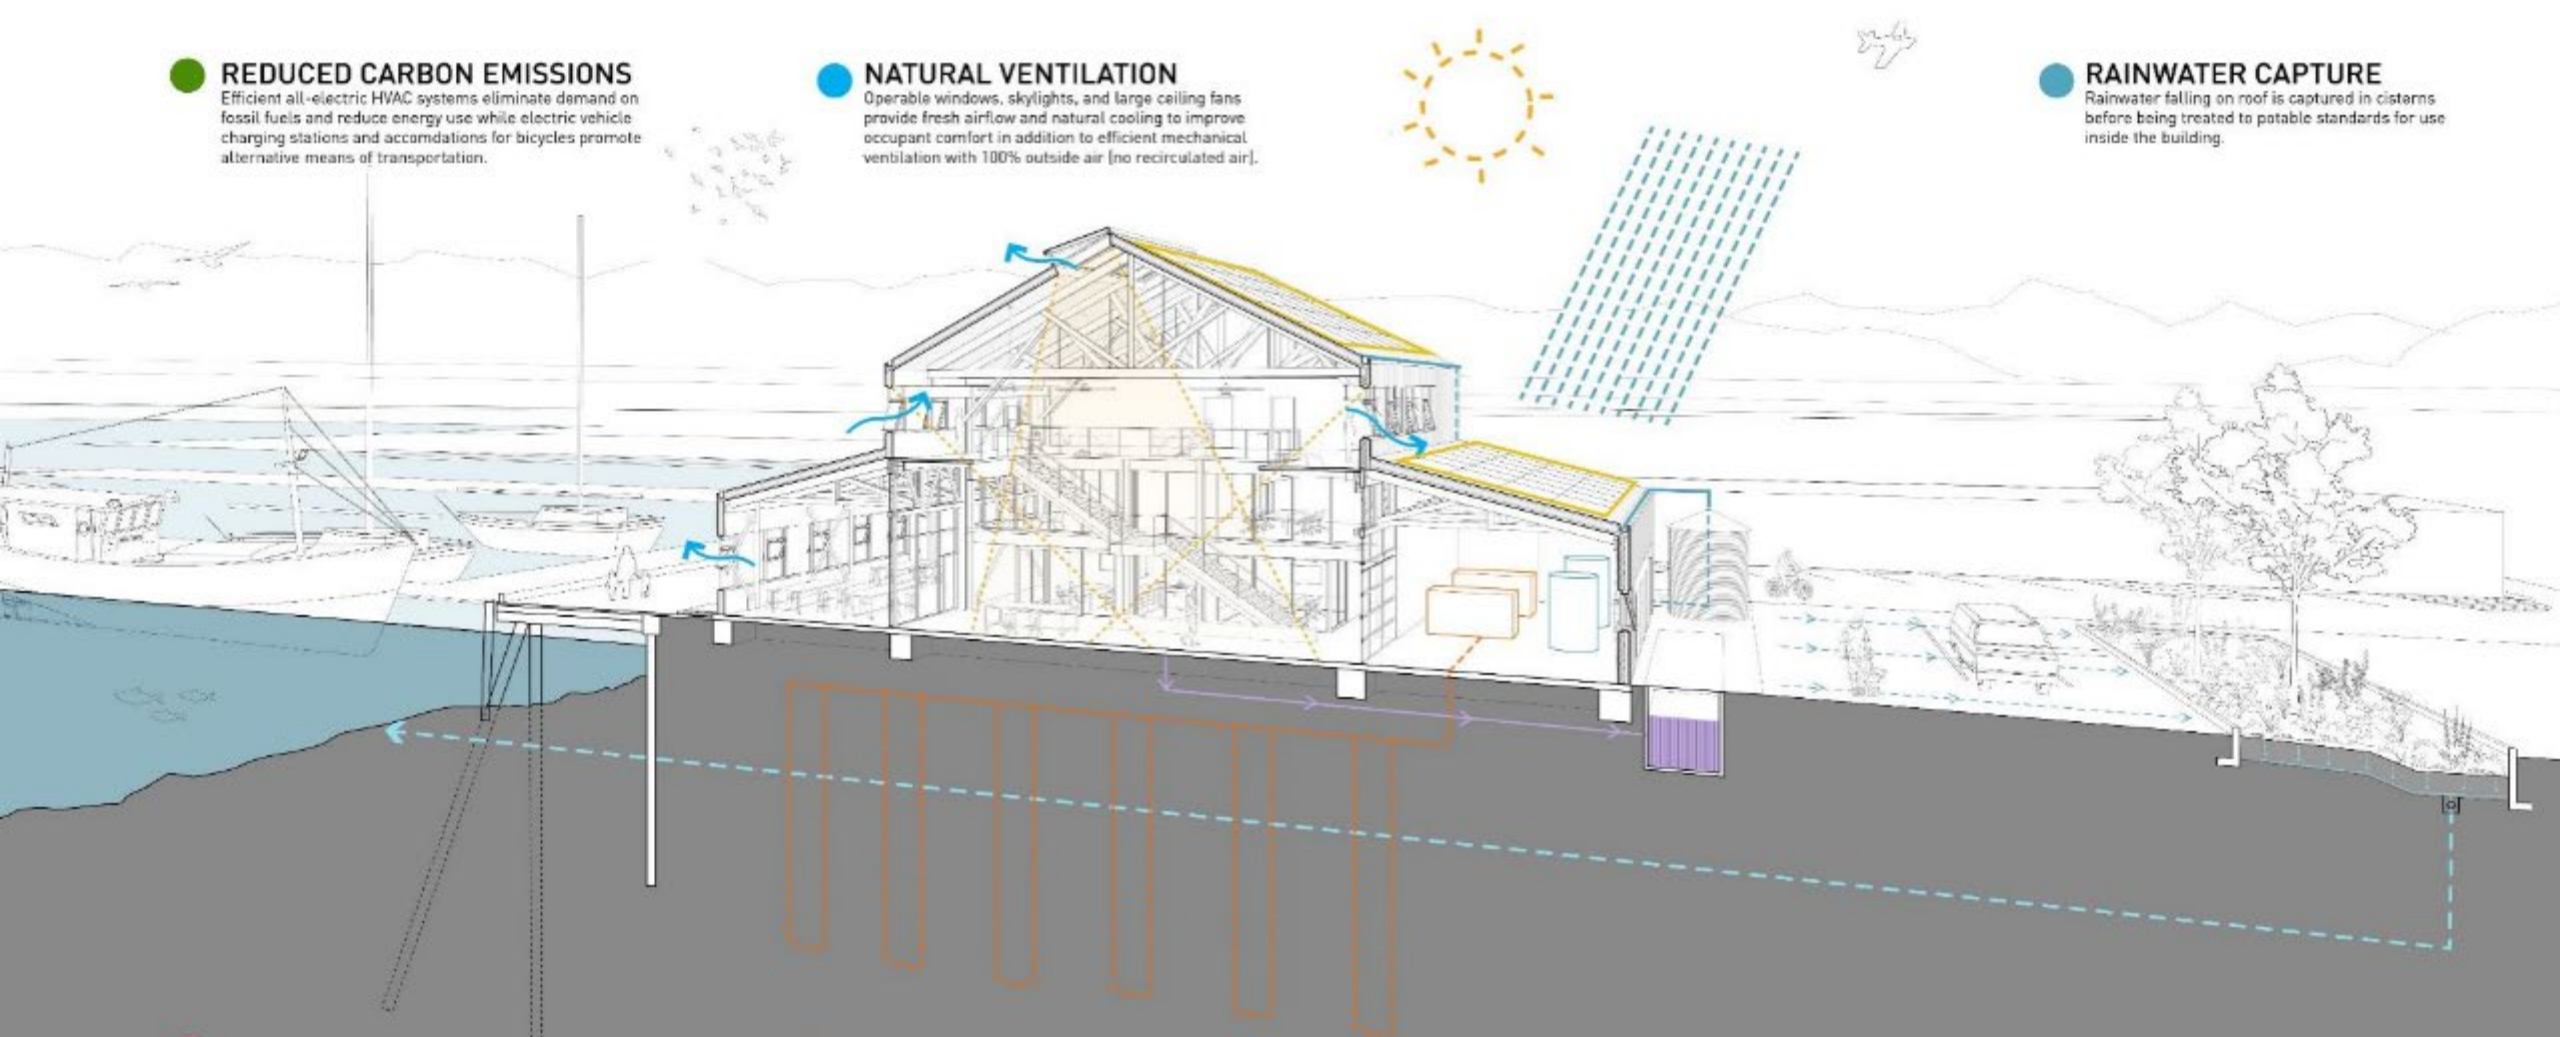 REDUCED CARBON EMISSIONS
Efficient all-electric HVAC systems eliminate demand on
fossil fuels and reduce energy use while electric vehicle
charging stations and accomdations for bicycles promote
alternative means of transportation.
NATURAL VENTILATION
Operable windows, skylights, and large ceiling fans
provide fresh airflow and natural cooling to improve
occupant comfort in addition to efficient mechanical
ventilation with 100% outside air (no recirculated air).
RAINWATER CAPTURE
Rainwater falling on roof is captured in cisterns
before being treated to potable standards for use
inside the building.